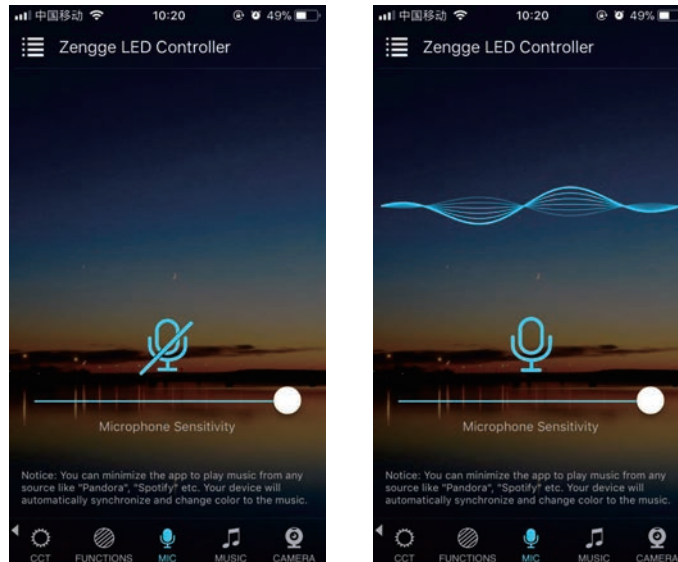 中国移动 10:20 49%
Zengge LED Controller
Microphone Sensitivity
Notice: You can minimize the app to play music from any
source like "Pandora", "Spotify" etc. Your device will
automatically synchronize and change color to the music.
CCT FUNCTIONS MIC MUSIC CAMERA
中国移动 10:20 49%
Zengge LED Controller
Microphone Sensitivity
Notice: You can minimize the app to play music from any
source like "Pandora", "Spotify" etc. Your device will
automatically synchronize and change color to the music.
CCT FUNCTIONS MIC MUSIC CAMERA